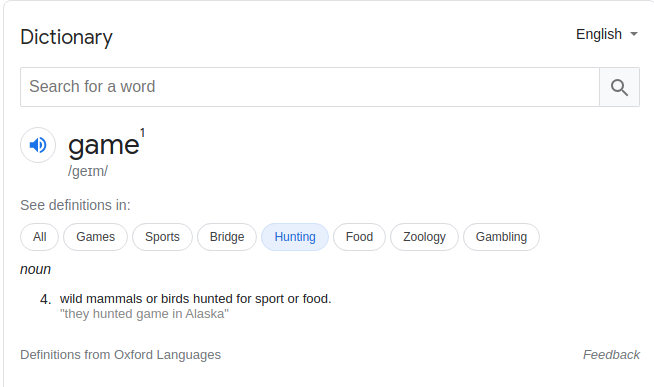 Dictionary
English
Search for a word
game1
/ɡeɪm/
See definitions in:
All Games Sports Bridge Hunting Food Zoology Gambling
noun
4. wild mammals or birds hunted for sport or food.
"they hunted game in Alaska"
Definitions from Oxford Languages
Feedback